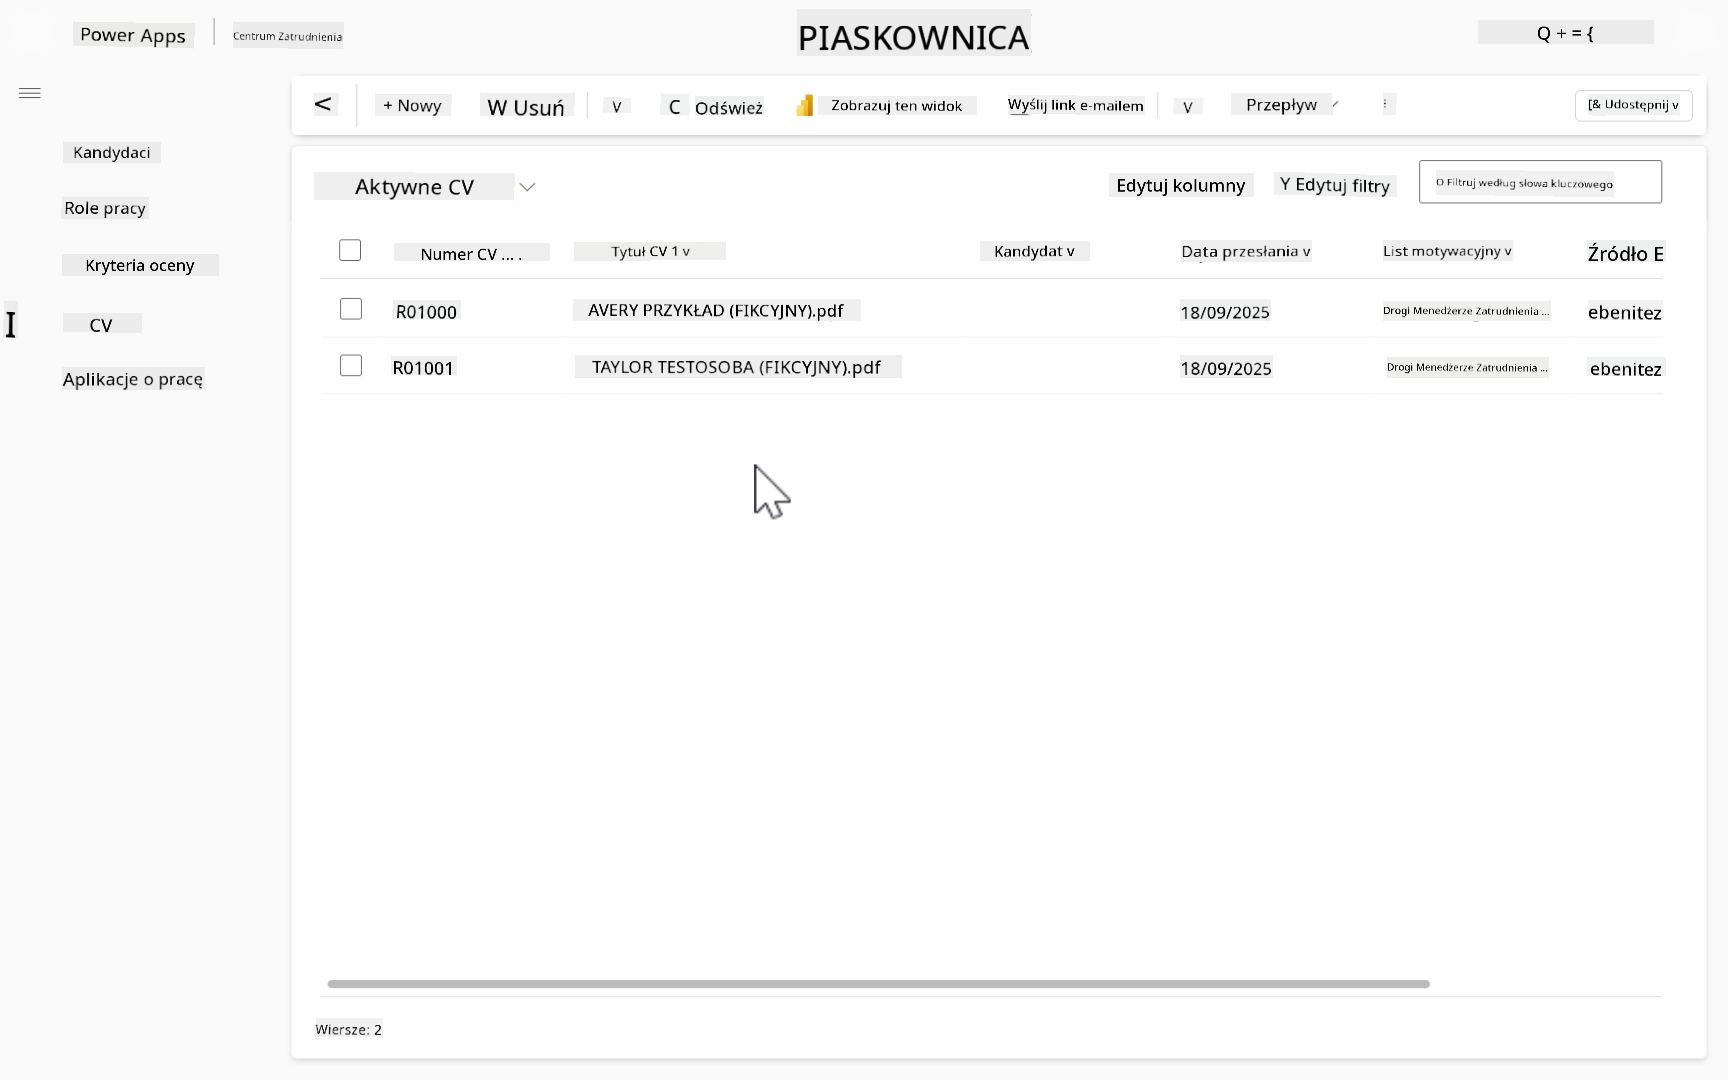 Power Apps
Centrum Zatrudnienia
PIASKOWNICA
Q + = {
<
+ Nowy
W Usuń
v
C Odśwież
Zobrazuj ten widok
Wyślij link e-mailem
v
Przepływ
[& Udostępnij v
Kandydaci
Role pracy
Kryteria oceny
I
CV
Aplikacje o pracę
Aktywne CV
Edytuj kolumny
Y Edytuj filtry
O Filtruj według słowa kluczowego
Numer CV ... .
Tytuł CV 1 v
Kandydat v
Data przesłania v
List motywacyjny v
Źródło E
R01000
AVERY PRZYKŁAD (FIKCYJNY).pdf
18/09/2025
Drogi Menedżerze Zatrudnienia ...
ebenitez
R01001
TAYLOR TESTOSOBA (FIKCYJNY).pdf
18/09/2025
Drogi Menedżerze Zatrudnienia ...
ebenitez
Wiersze: 2